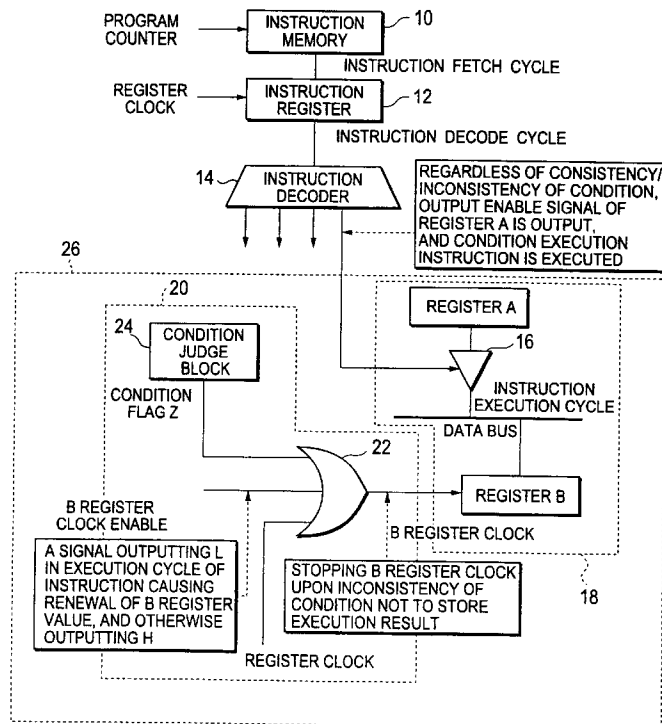 PROGRAM
COUNTER
INSTRUCTION
MEMORY
10
INSTRUCTION FETCH CYCLE
REGISTER
CLOCK
INSTRUCTION
REGISTER
12
INSTRUCTION DECODE CYCLE
14
INSTRUCTION
DECODER
REGARDLESS OF CONSISTENCY/
INCONSISTENCY OF CONDITION,
OUTPUT ENABLE SIGNAL OF
REGISTER A IS OUTPUT,
AND CONDITION EXECUTION
INSTRUCTION IS EXECUTED
26
20
24
CONDITION
JUDGE
BLOCK
CONDITION
FLAG Z
REGISTER A
16
INSTRUCTION
EXECUTION CYCLE
DATA BUS
22
REGISTER B
B REGISTER
CLOCK ENABLE
B REGISTER CLOCK
A SIGNAL OUTPUTTING L
IN EXECUTION CYCLE OF
INSTRUCTION CAUSING
RENEWAL OF B REGISTER
VALUE, AND OTHERWISE
OUTPUTTING H
STOPPING B REGISTER CLOCK
UPON INCONSISTENCY OF
CONDITION NOT TO STORE
EXECUTION RESULT
18
REGISTER CLOCK